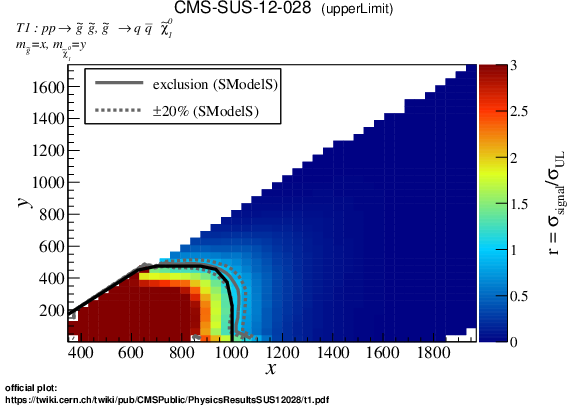 CMS-SUS-12-028 (upperLimit)
T1 : pp → g̃ g̃, g̃ → q q̄ χ̃₁⁰
m_g̃=x, m_χ̃₁⁰=y
exclusion (SModelS)
±20% (SModelS)
1600
1400
1200
1000
800
600
400
200
y
400 600 800 1000 1200 1400 1600 1800
x
3
2.5
2
1.5
1
0.5
0
r = σ_signal/σ_UL
official plot:
https://twiki.cern.ch/twiki/pub/CMSPublic/PhysicsResultsSUS12028/t1.pdf